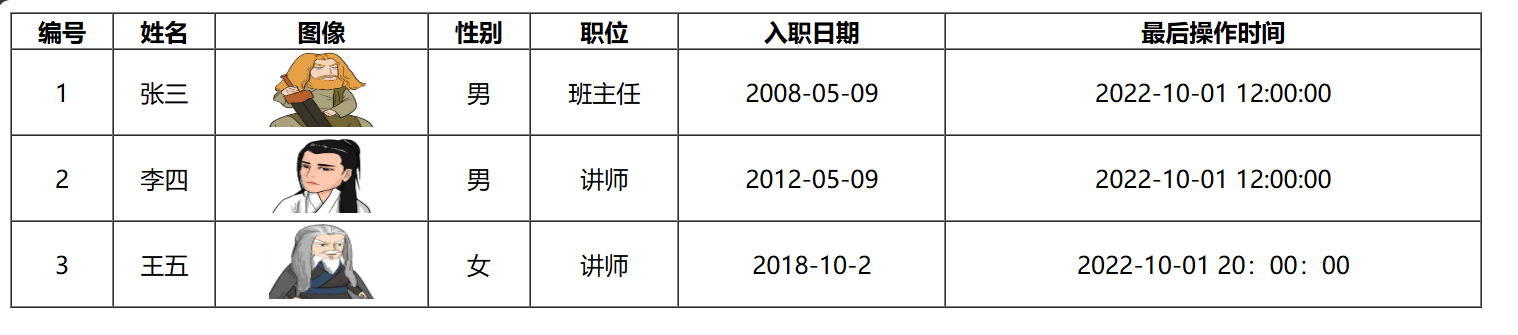 编号 姓名 图像 性别 职位 入职日期 最后操作时间
1 张三 男 班主任 2008-05-09 2022-10-01 12:00:00
2 李四 男 讲师 2012-05-09 2022-10-01 12:00:00
3 王五 女 讲师 2018-10-2 2022-10-01 20：00：00